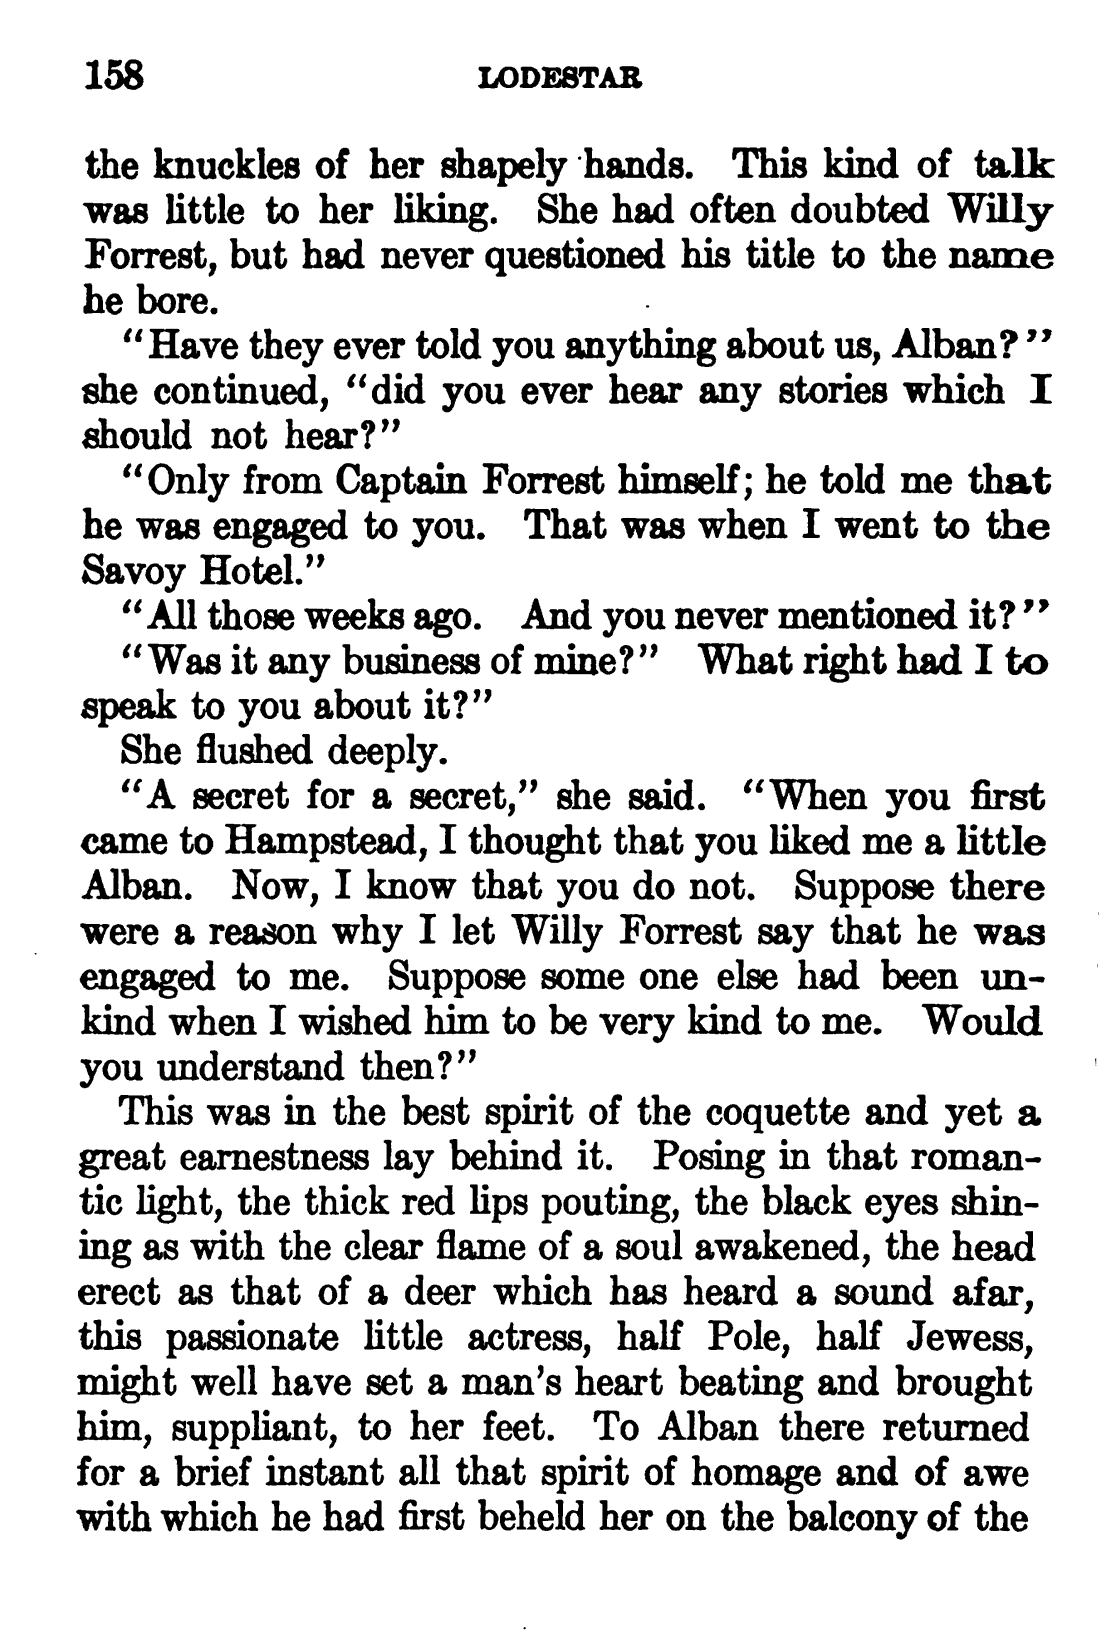 158 LODESTAR
the knuckles of her shapely hands. This kind of talk
was little to her liking. She had often doubted Willy
Forrest, but had never questioned his title to the name
he bore.
"Have they ever told you anything about us, Alban?"
she continued, "did you ever hear any stories which I
should not hear?"
"Only from Captain Forrest himself; he told me that
he was engaged to you. That was when I went to the
Savoy Hotel."
"All those weeks ago. And you never mentioned it?"
"Was it any business of mine?" What right had I to
speak to you about it?"
She flushed deeply.
"A secret for a secret," she said. "When you first
came to Hampstead, I thought that you liked me a little
Alban. Now, I know that you do not. Suppose there
were a reason why I let Willy Forrest say that he was
engaged to me. Suppose some one else had been un-
kind when I wished him to be very kind to me. Would
you understand then?"
This was in the best spirit of the coquette and yet a
great earnestness lay behind it. Posing in that roman-
tic light, the thick red lips pouting, the black eyes shin-
ing as with the clear flame of a soul awakened, the head
erect as that of a deer which has heard a sound afar,
this passionate little actress, half Pole, half Jewess,
might well have set a man's heart beating and brought
him, suppliant, to her feet. To Alban there returned
for a brief instant all that spirit of homage and of awe
with which he had first beheld her on the balcony of the